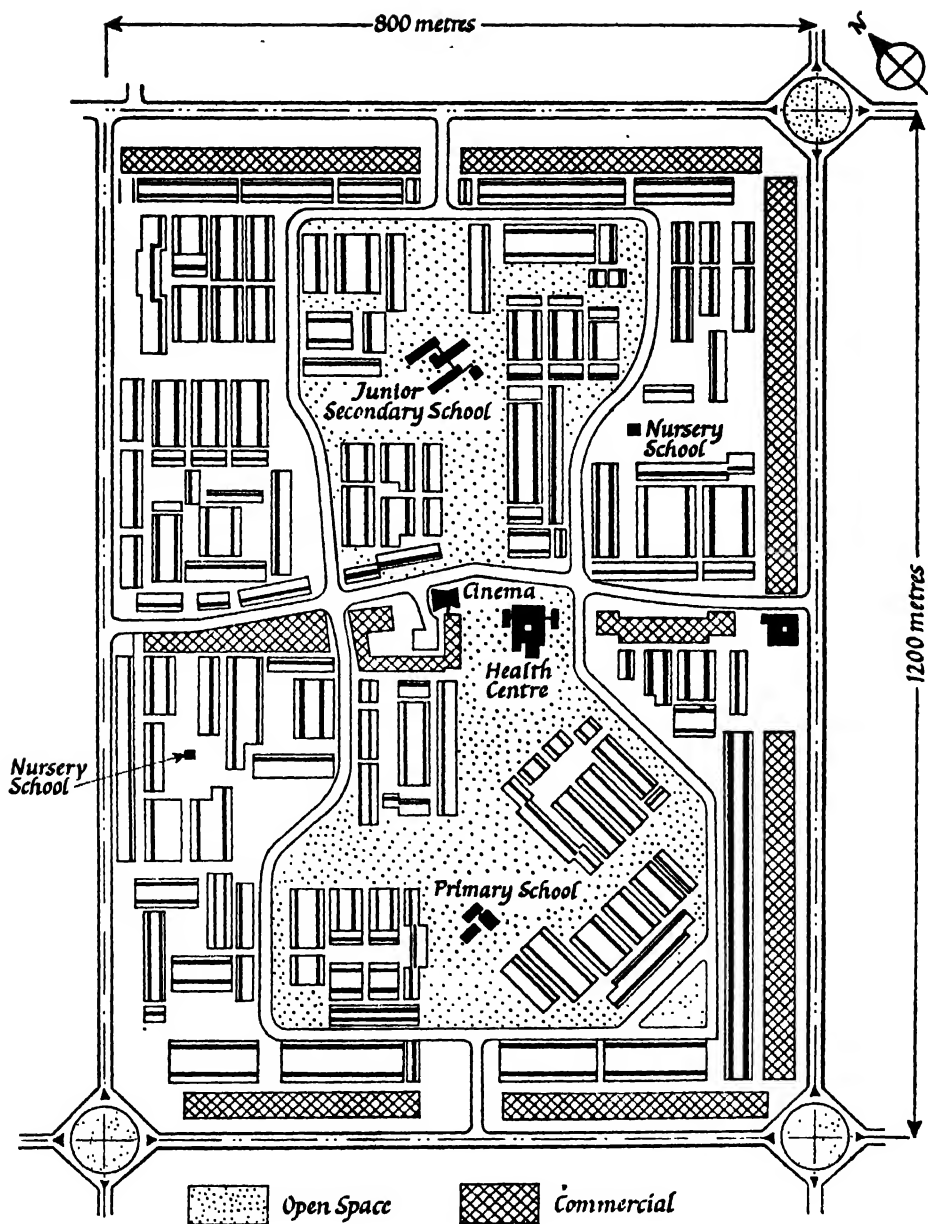 800 metres
N
Junior
Secondary School
Nursery
School
Cinema
Health
Centre
1200 metres
Nursery
School
Primary School
Open Space
Commercial